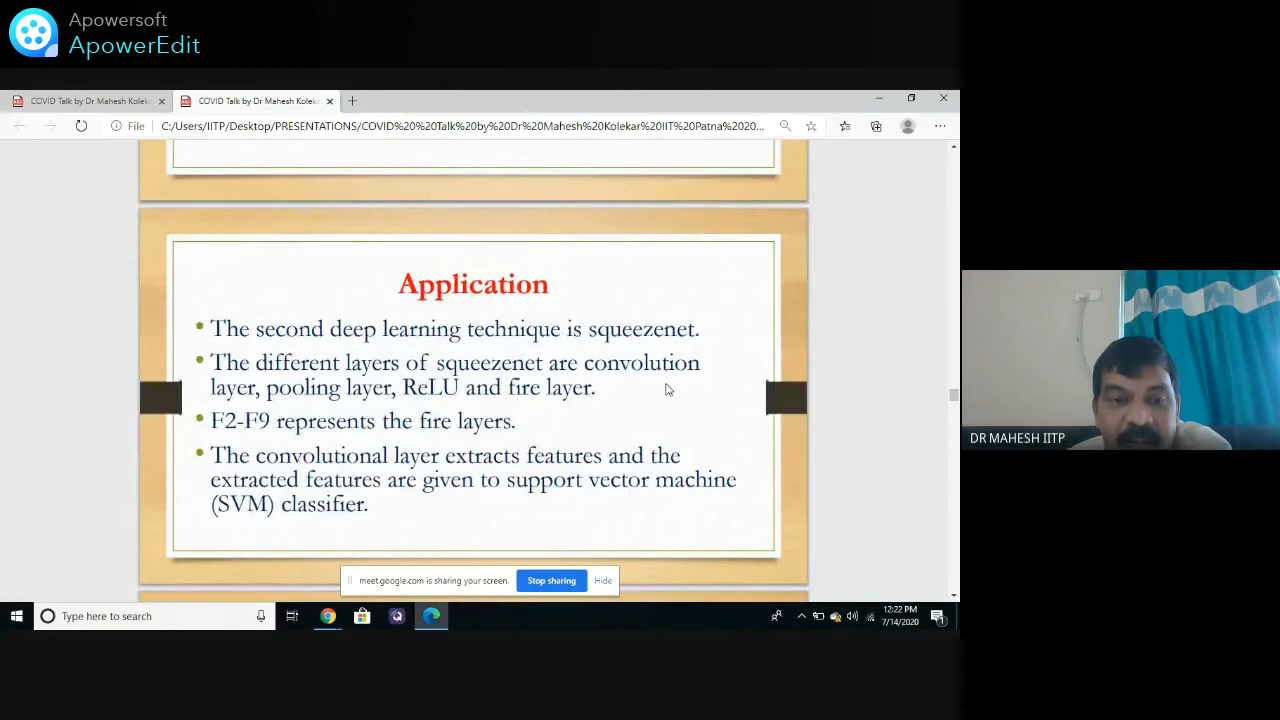 Apowersoft
ApowerEdit
COVID Talk by Dr Mahesh Koleka
COVID Talk by Dr Mahesh Koleka
File
C:/Users/IITP/Desktop/PRESENTATIONS/COVID%20%20Talk%20by%20Dr%20Mahesh%20Kolekar%20IIT%20Patna%2020...
Application
• The second deep learning technique is squeezenet.
• The different layers of squeezenet are convolution
layer, pooling layer, ReLU and fire layer.
• F2-F9 represents the fire layers.
• The convolutional layer extracts features and the
extracted features are given to support vector machine
(SVM) classifier.
DR MAHESH IITP
meet.google.com is sharing your screen.
Stop sharing
Hide
Type here to search
12:22 PM
7/14/2020
1